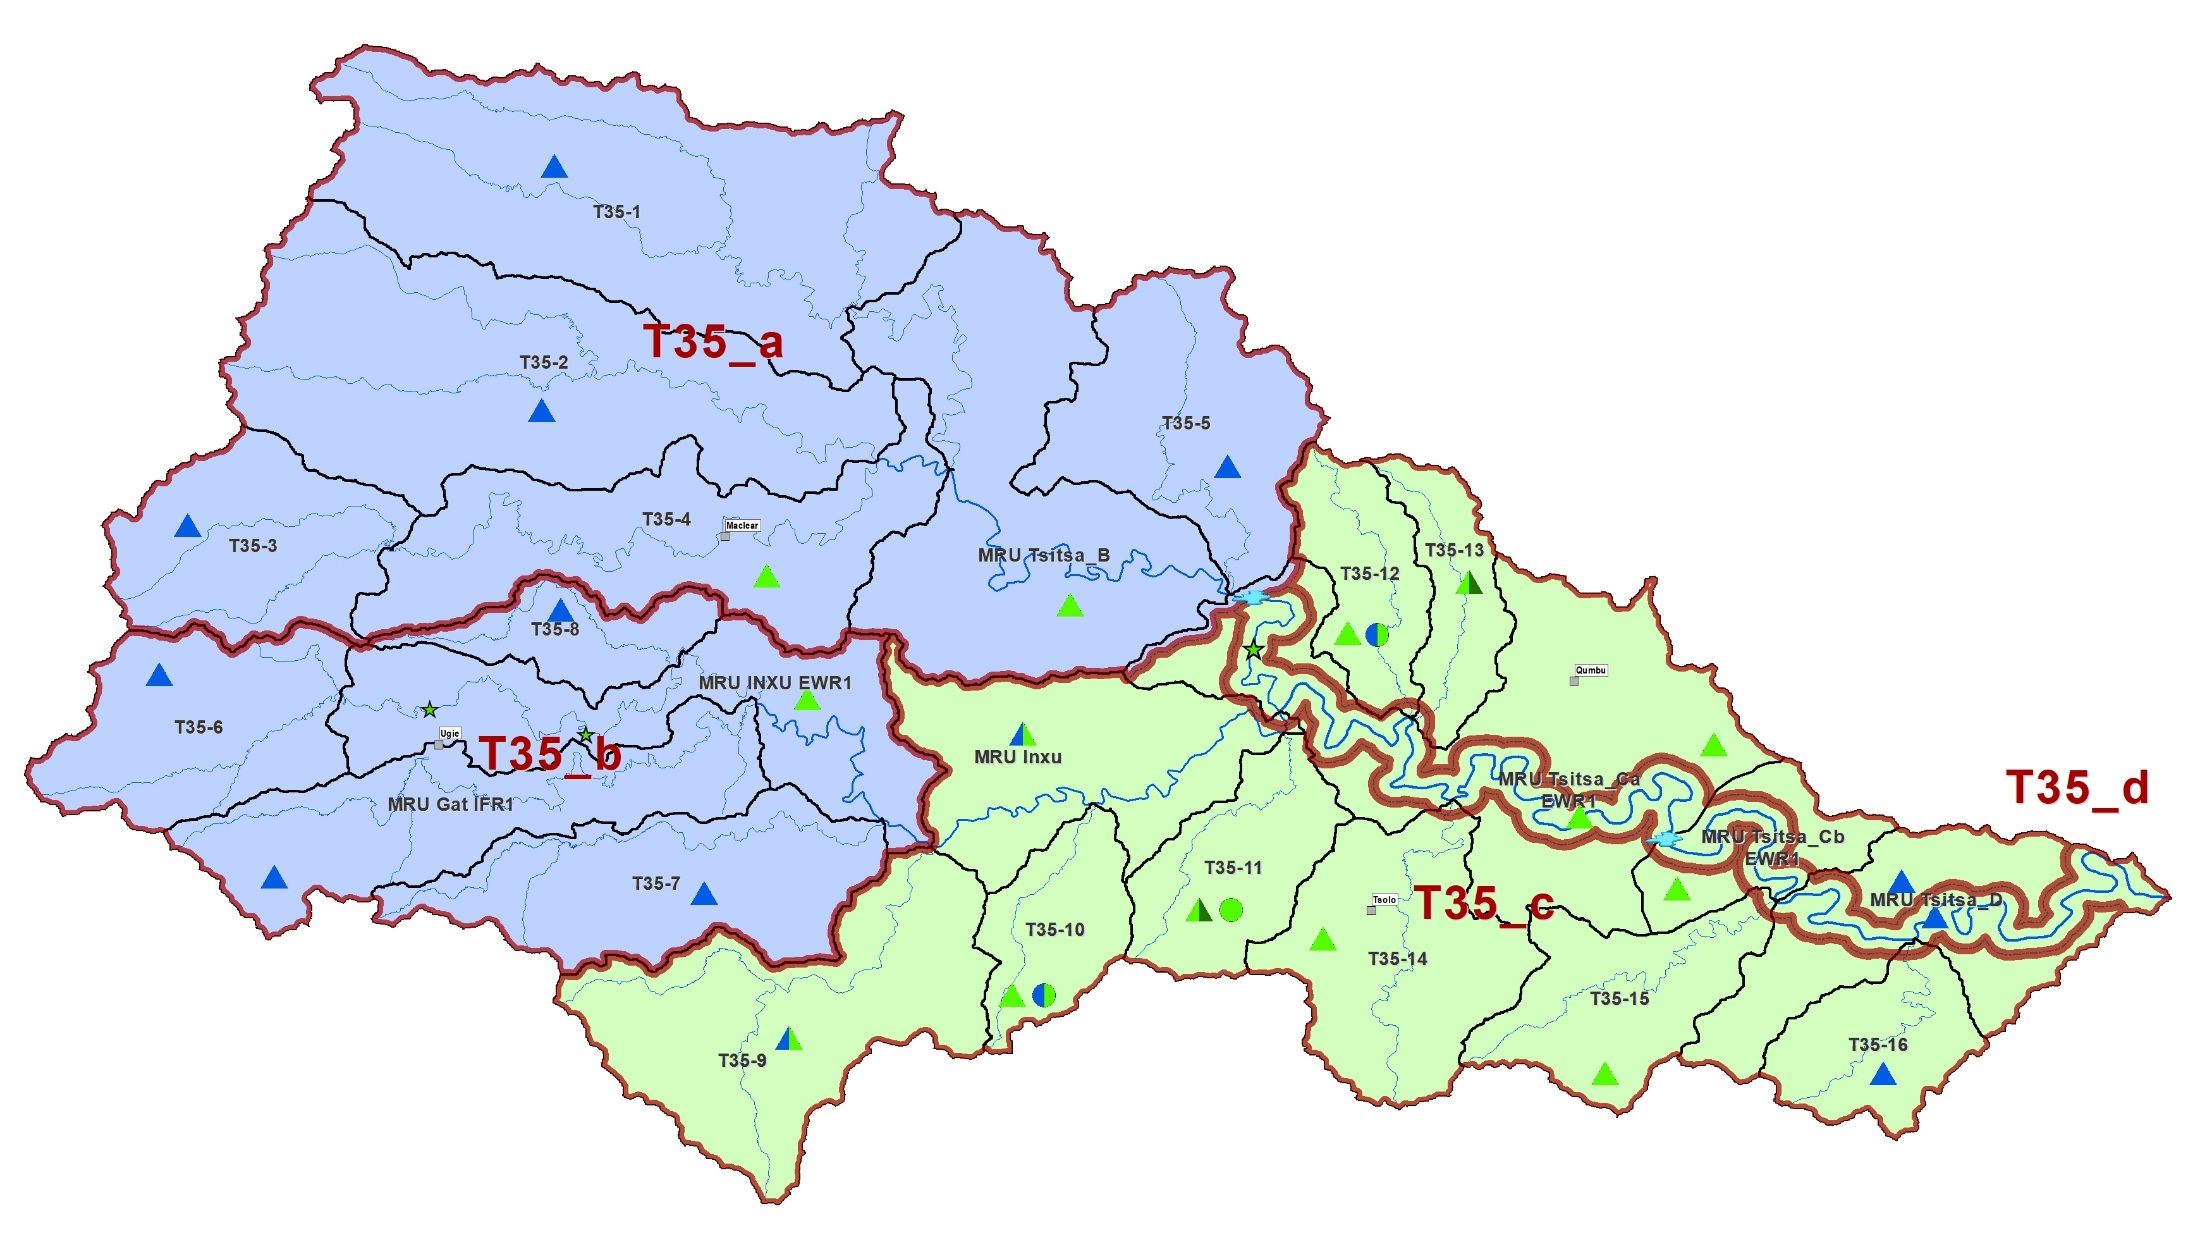 T35-1
T35_a
T35-2
T35-5
T35-4
Maclear
T35-3
MRU Tsitsa_B
T35-13
T35-12
T35-8
Qumbu
MRU INXU EWR1
T35-6
Ugie
T35_b
MRU Inxu
MRU Tsitsa_Ca
EWR1
T35_d
MRU Gat IFR1
MRU Tsitsa_Cb
EWR1
T35-11
T35-7
Tsolo
T35_c
MRU Tsitsa_D
T35-10
T35-14
T35-15
T35-16
T35-9